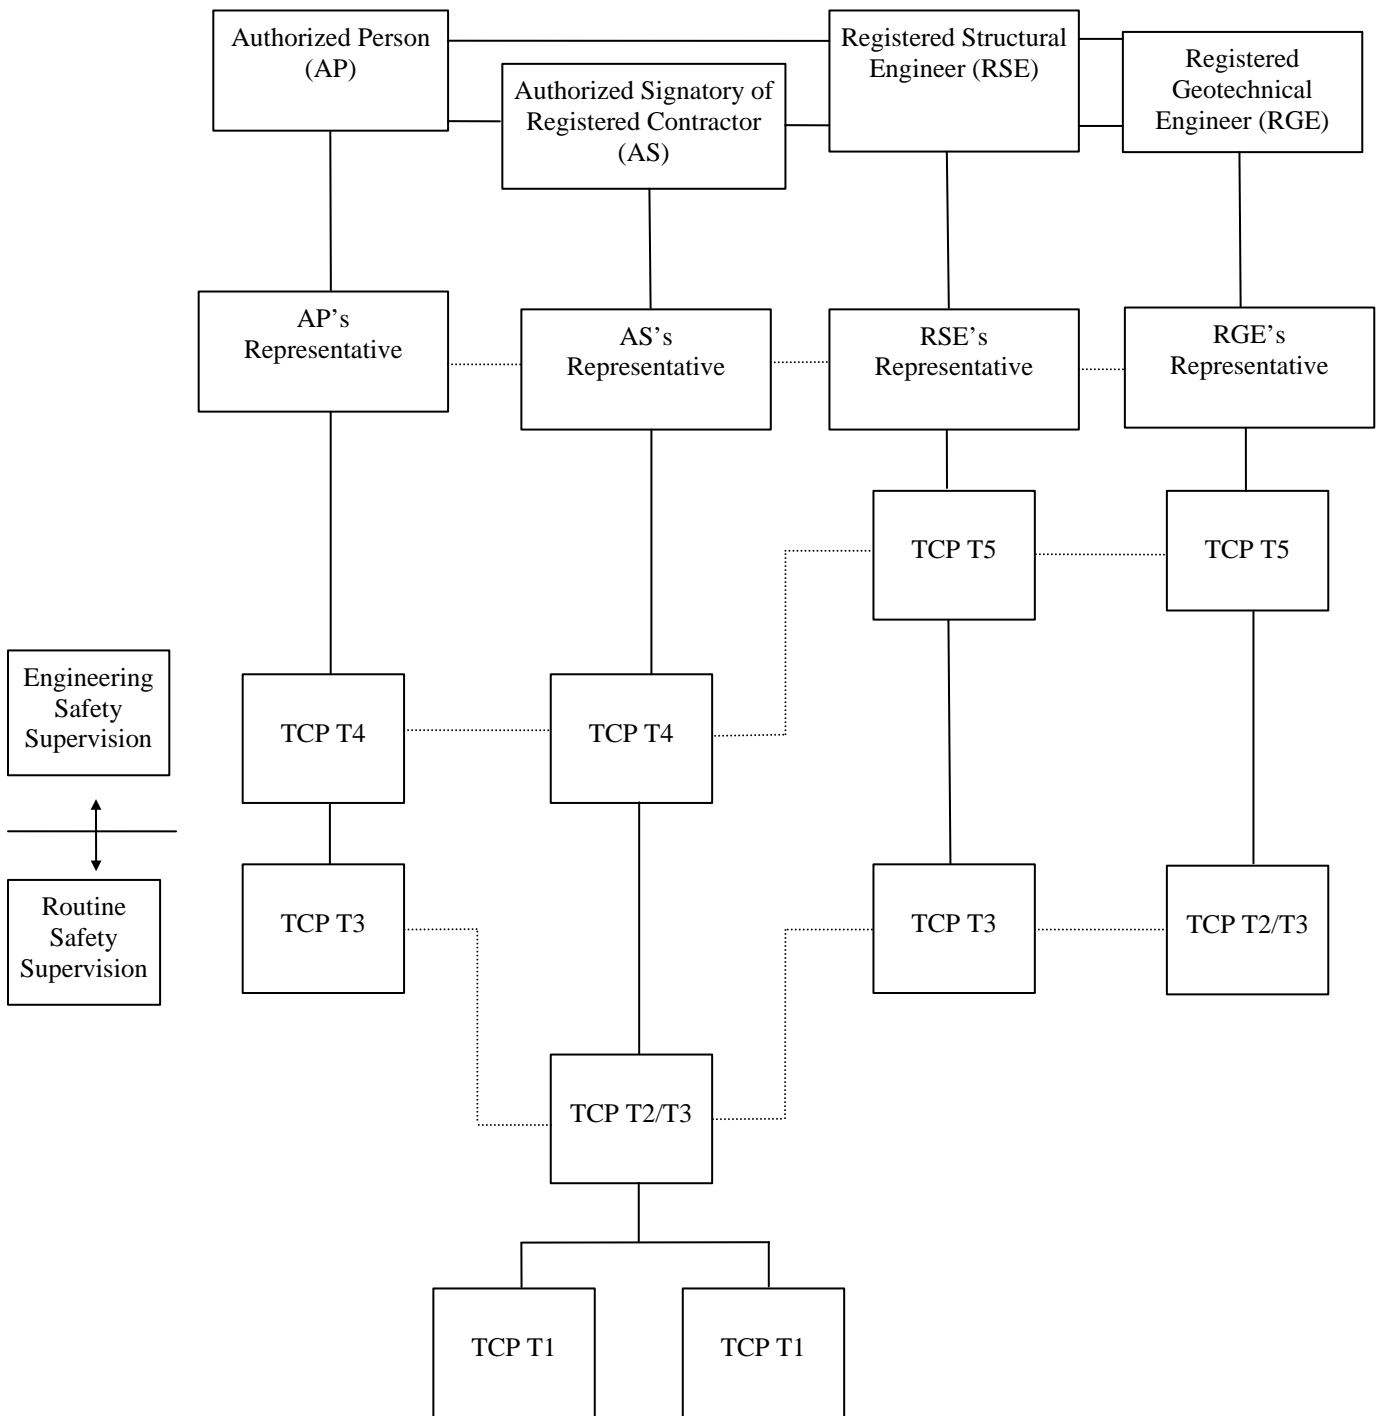 Authorized Person
(AP)
Authorized Signatory of
Registered Contractor
(AS)
Registered Structural
Engineer (RSE)
Registered
Geotechnical
Engineer (RGE)
AP’s
Representative
AS’s
Representative
RSE’s
Representative
RGE’s
Representative
TCP T5
TCP T5
Engineering
Safety
Supervision
TCP T4
TCP T4
Routine
Safety
Supervision
TCP T3
TCP T3
TCP T2/T3
TCP T2/T3
TCP T1
TCP T1